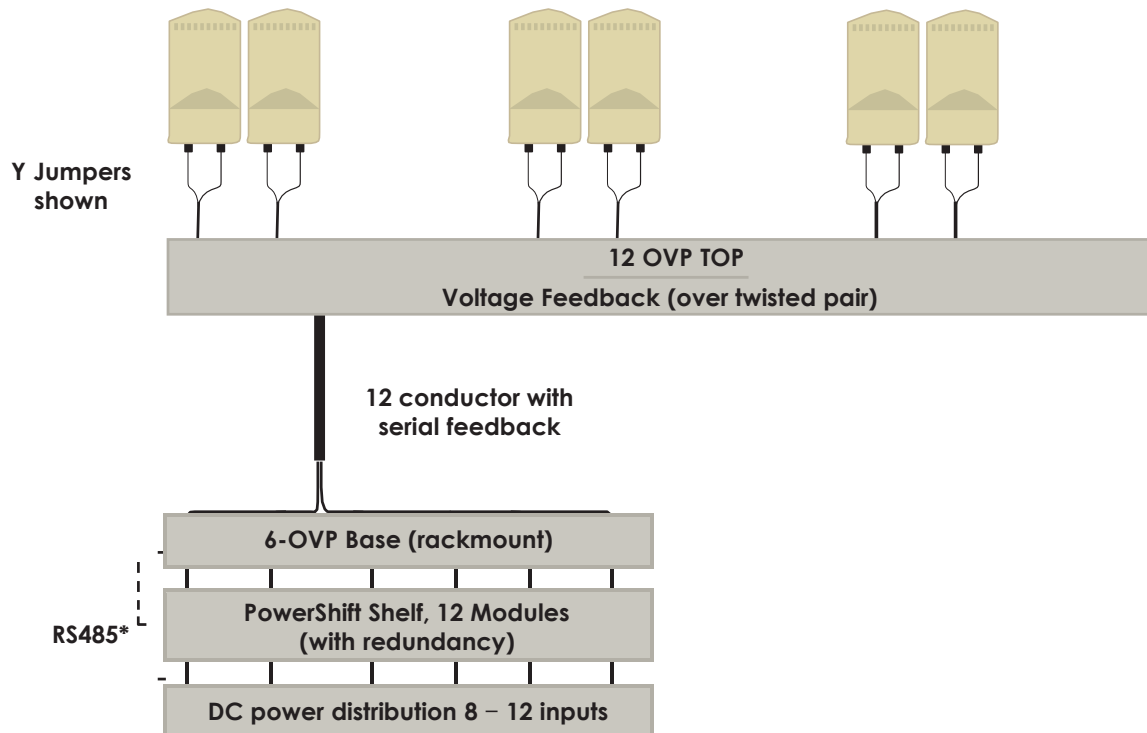 Y Jumpers
shown
12 OVP TOP
Voltage Feedback (over twisted pair)
12 conductor with
serial feedback
6-OVP Base (rackmount)
RS485*
PowerShift Shelf, 12 Modules
(with redundancy)
DC power distribution 8 – 12 inputs